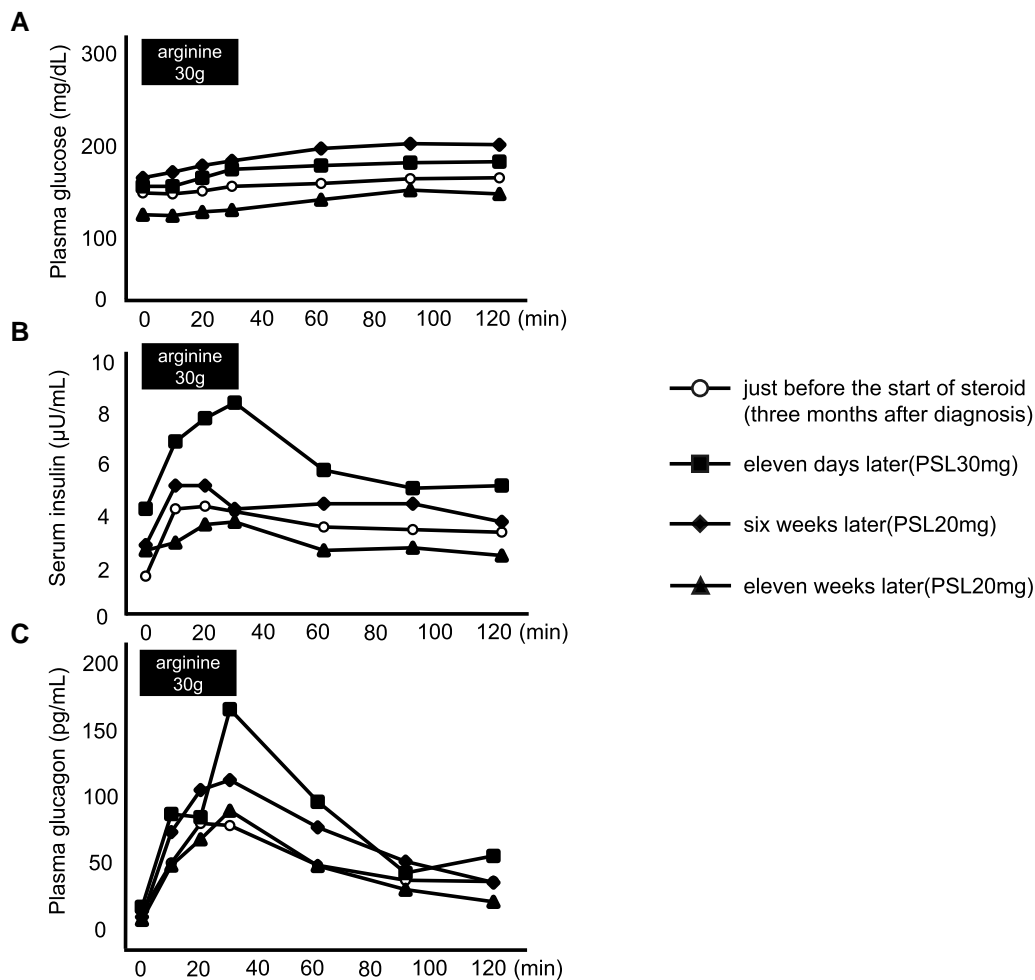 A
Plasma glucose (mg/dL)
300
200
100
0
arginine
30g
0 20 40 60 80 100 120 (min)
B
Serum insulin (μU/mL)
10
8
6
4
2
0
arginine
30g
0 20 40 60 80 100 120 (min)
C
Plasma glucagon (pg/mL)
200
150
100
50
0
arginine
30g
0 20 40 60 80 100 120 (min)
just before the start of steroid
(three months after diagnosis)
eleven days later(PSL30mg)
six weeks later(PSL20mg)
eleven weeks later(PSL20mg)